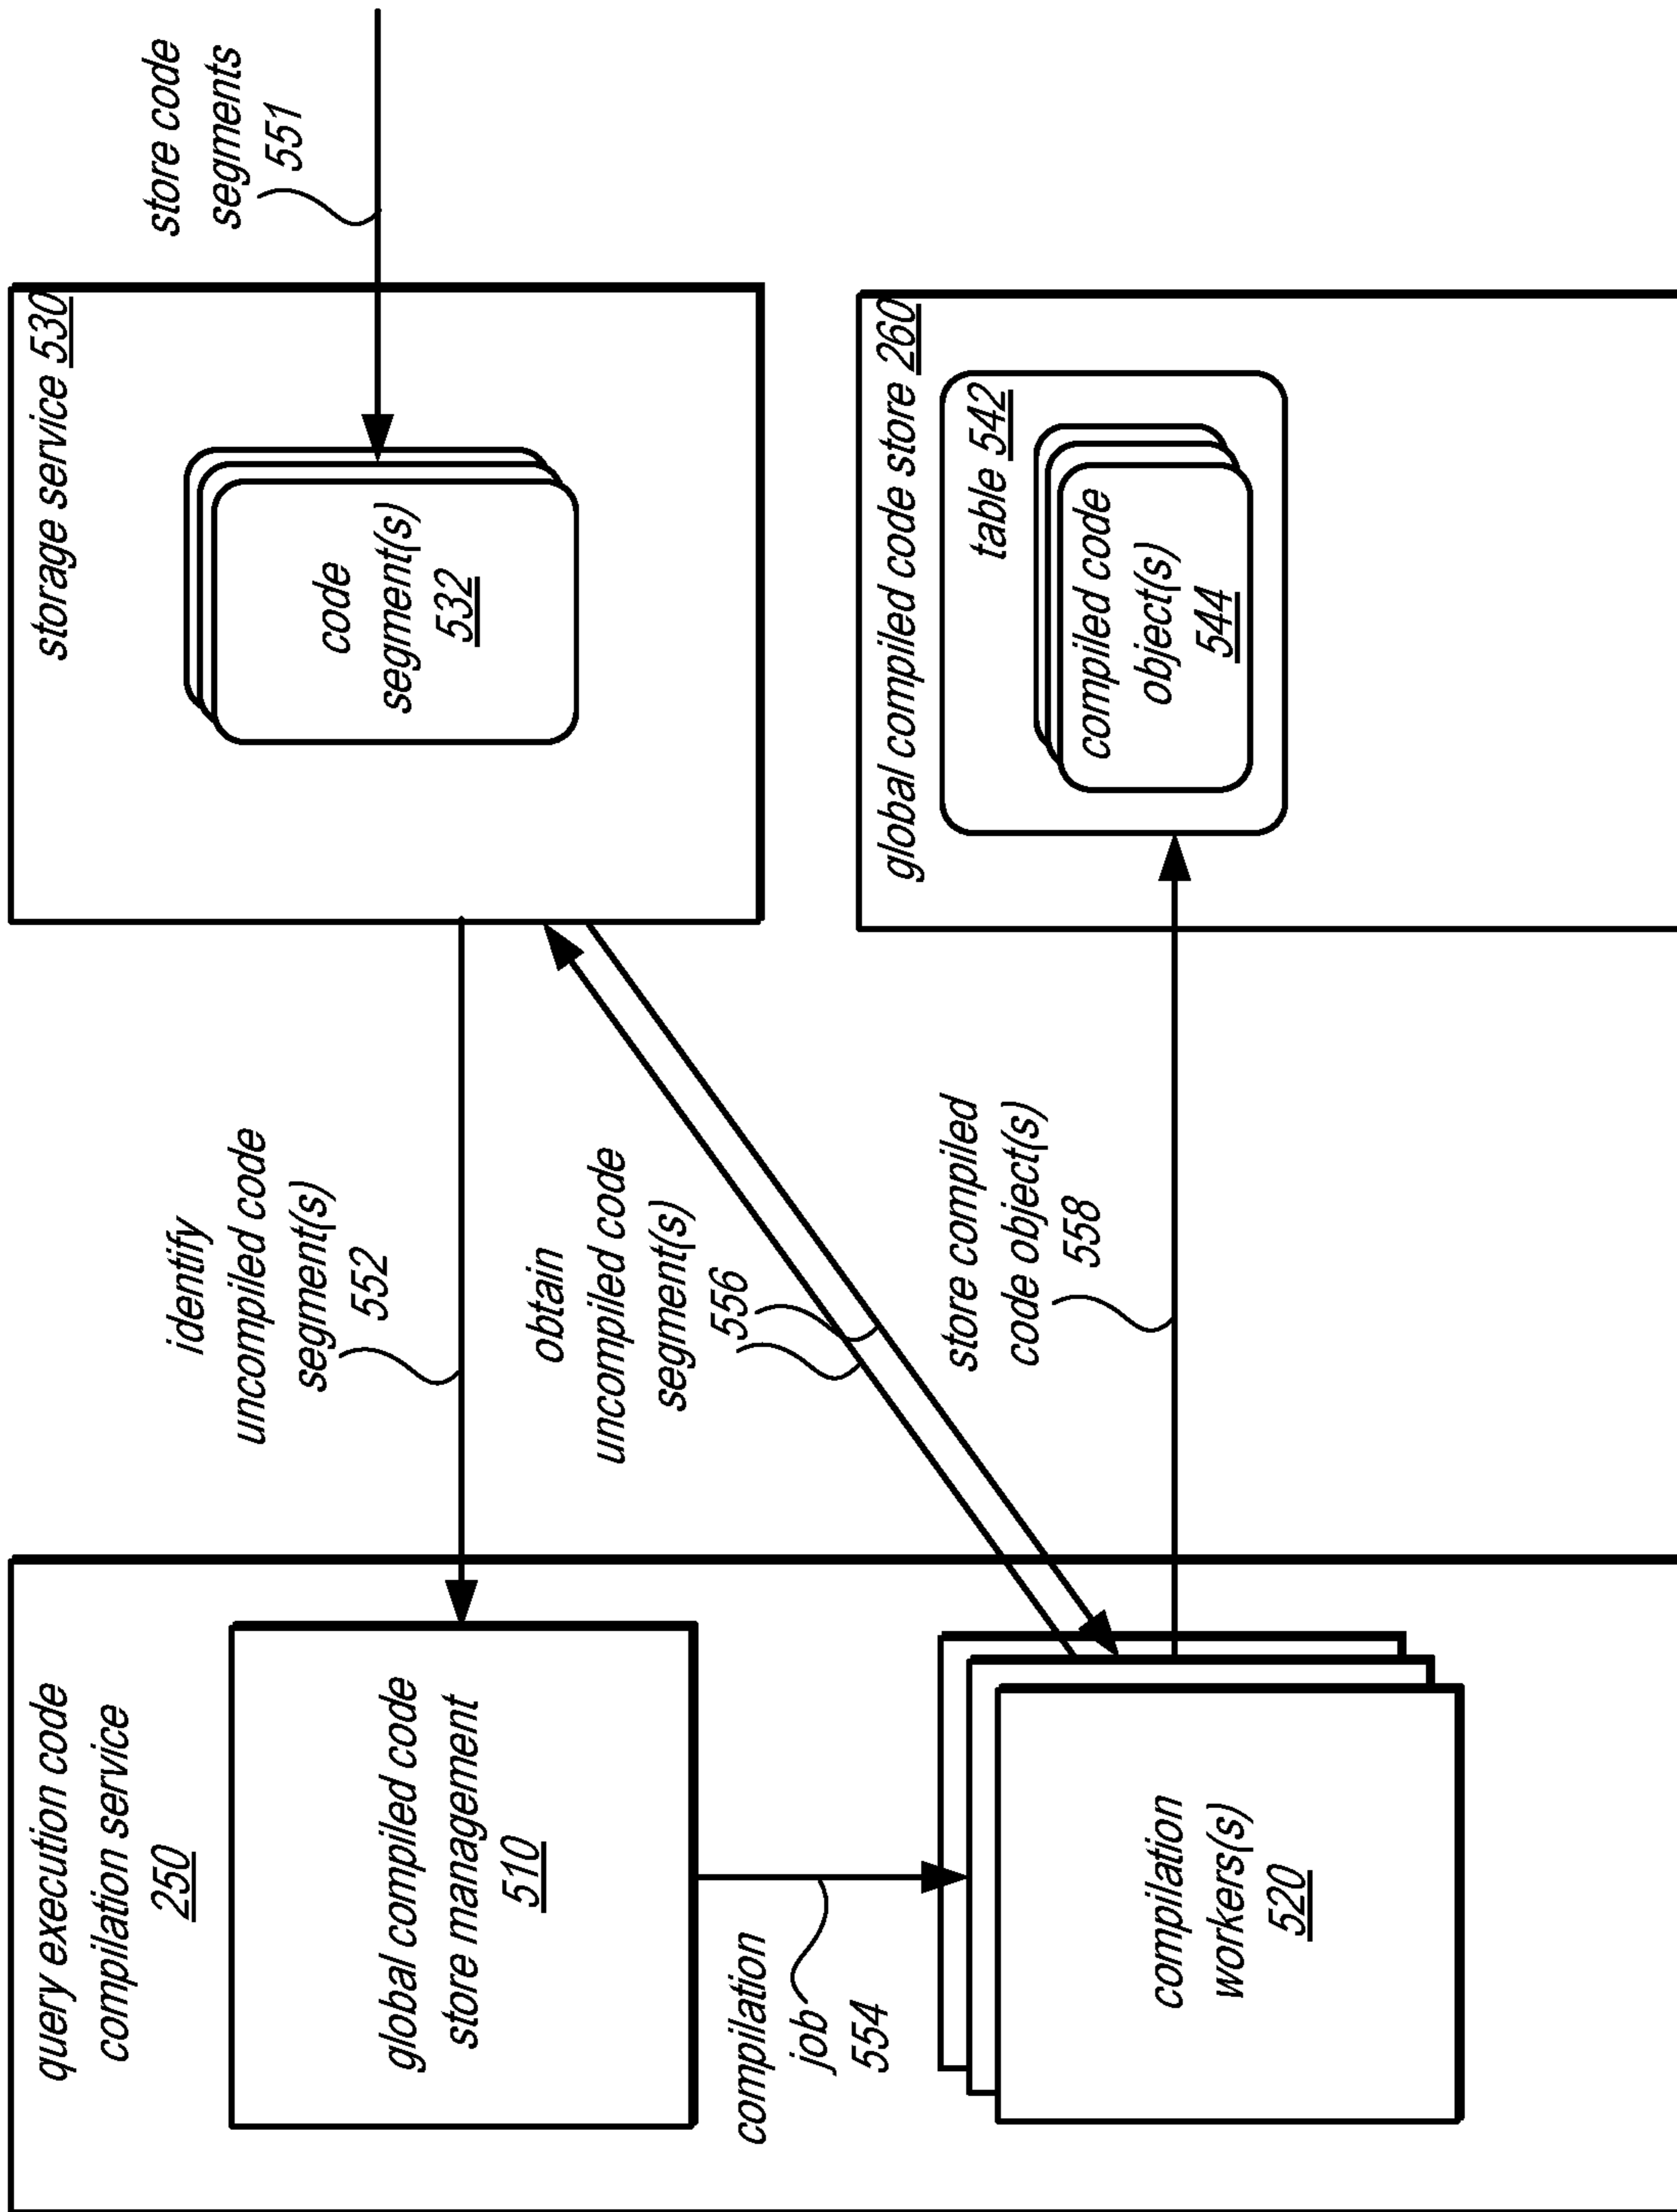 query execution code
compilation service
250
global compiled code
store management
510
compilation
job
554
compilation
workers(s)
520
identify
uncompiled code
segment(s)
552
obtain
uncompiled code
segment(s)
556
store compiled
code object(s)
558
storage service 530
code
segment(s)
532
global compiled code store 260
table 542
compiled code
object(s)
544
store code
segments
551